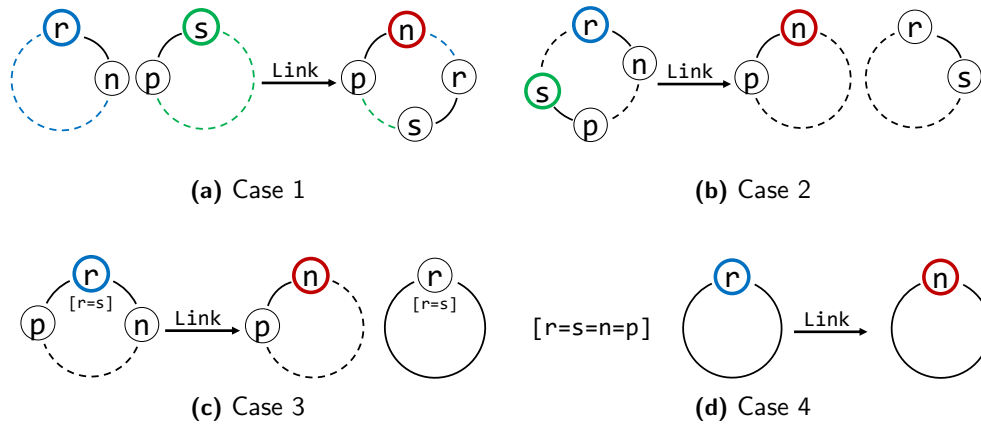 r n p s Link n p r s
(a) Case 1
r n s p Link n p r s
(b) Case 2
r [r=s] p n Link n p r [r=s]
(c) Case 3
[r=s=n=p] r Link n
(d) Case 4